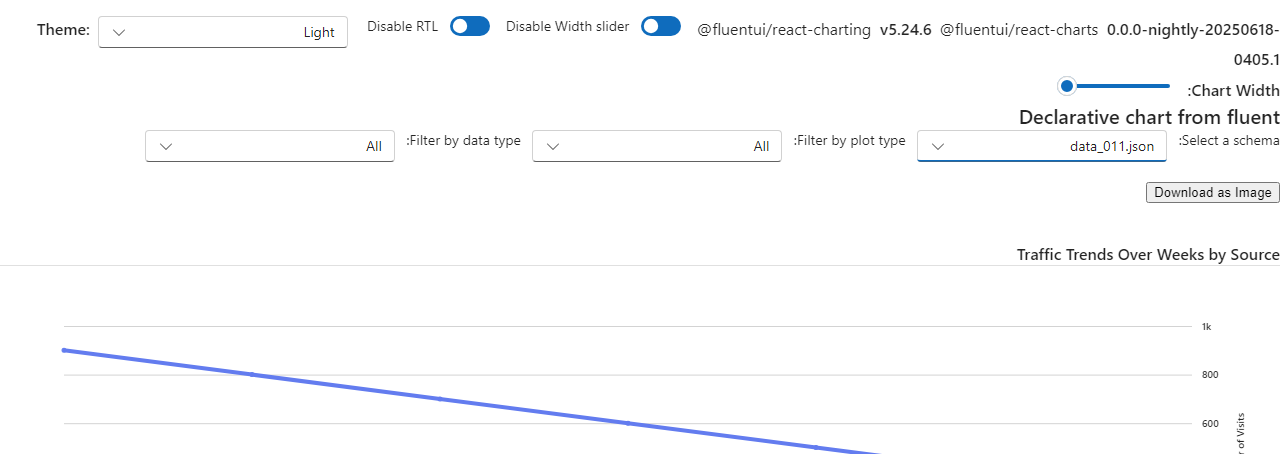 Theme: Light Disable RTL Disable Width slider @fluentui/react-charting v5.24.6 @fluentui/react-charts 0.0.0-nightly-20250618-
0405.1
:Chart Width
Declarative chart from fluent
:Select a schema data_011.json :Filter by plot type All :Filter by data type All
Download as Image
Traffic Trends Over Weeks by Source
1k
800
600
of Visits